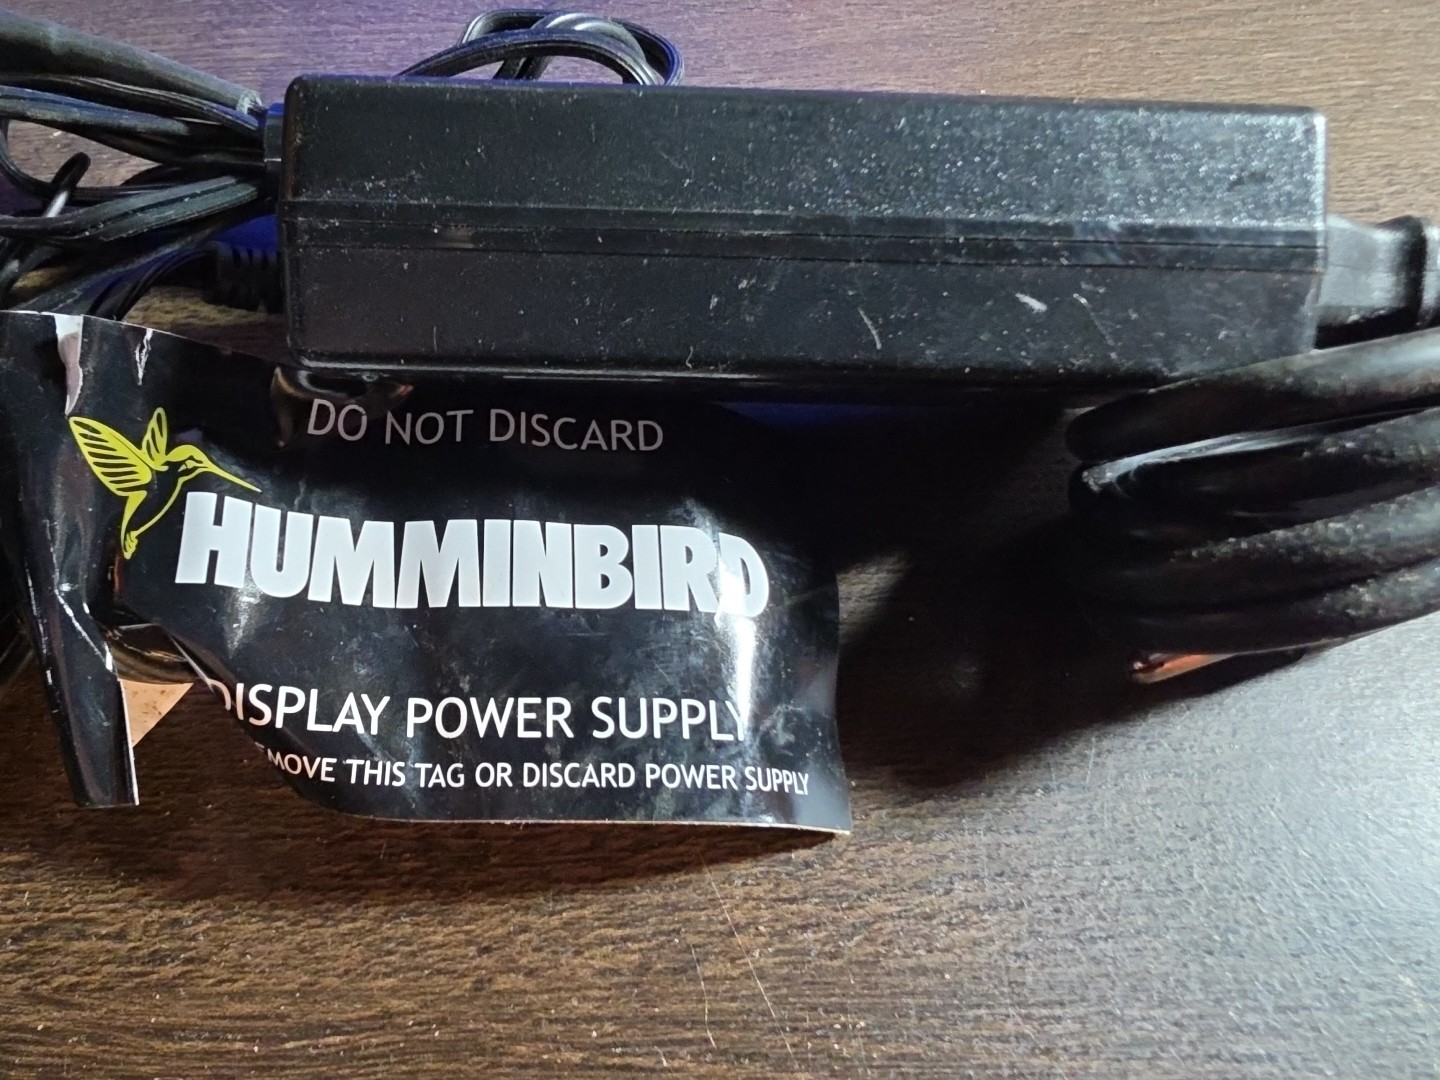 DO NOT DISCARD
HUMMINBIRD
DISPLAY POWER SUPPLY
MOVE THIS TAG OR DISCARD POWER SUPPLY